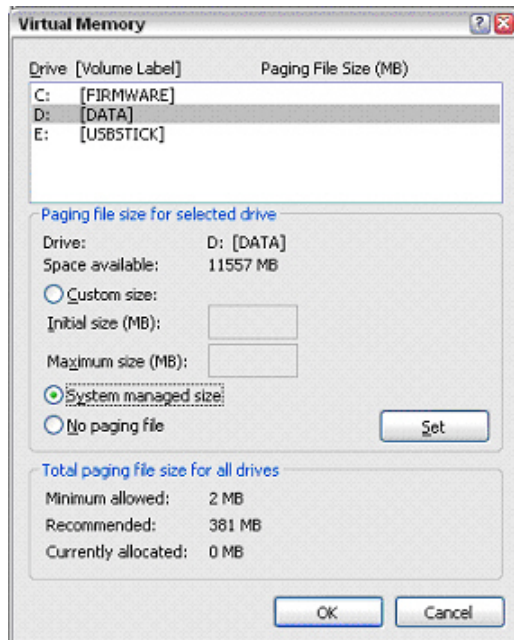 Virtual Memory
Drive [Volume Label] Paging File Size (MB)
C: [FIRMWARE]
D: [DATA]
E: [USBSTICK]
Paging file size for selected drive
Drive: D: [DATA]
Space available: 11557 MB
Custom size:
Initial size (MB):
Maximum size (MB):
System managed size
No paging file
Set
Total paging file size for all drives
Minimum allowed: 2 MB
Recommended: 381 MB
Currently allocated: 0 MB
OK Cancel